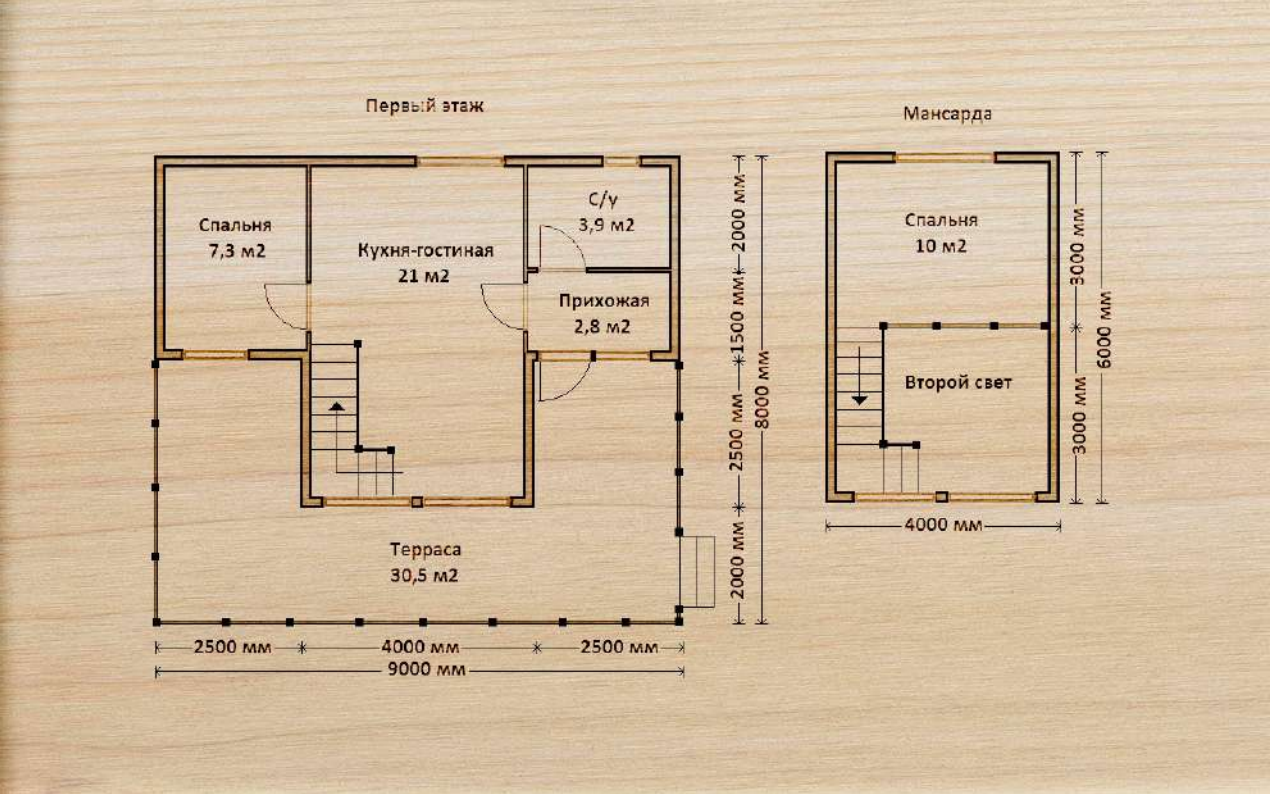 Первый этаж
Спальня
7,3 м2
Кухня-гостиная
21 м2
С/у
3,9 м2
Прихожая
2,8 м2
Терраса
30,5 м2
2000 мм
1500 мм
2500 мм
2000 мм
8000 мм
2500 мм
4000 мм
2500 мм
9000 мм
Мансарда
Спальня
10 м2
Второй свет
3000 мм
3000 мм
6000 мм
4000 мм